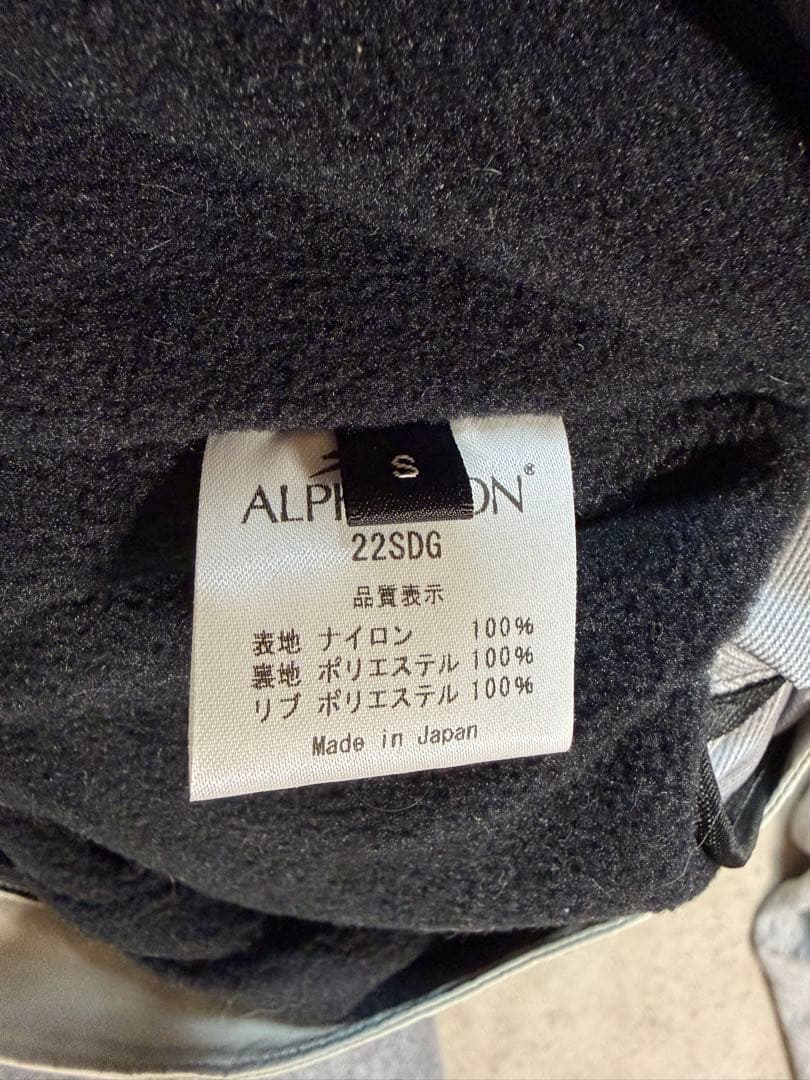 S
22SDG
品質表示
表地 ナイロン 100%
裏地 ポリエステル 100%
リブ ポリエステル 100%
Made in Japan